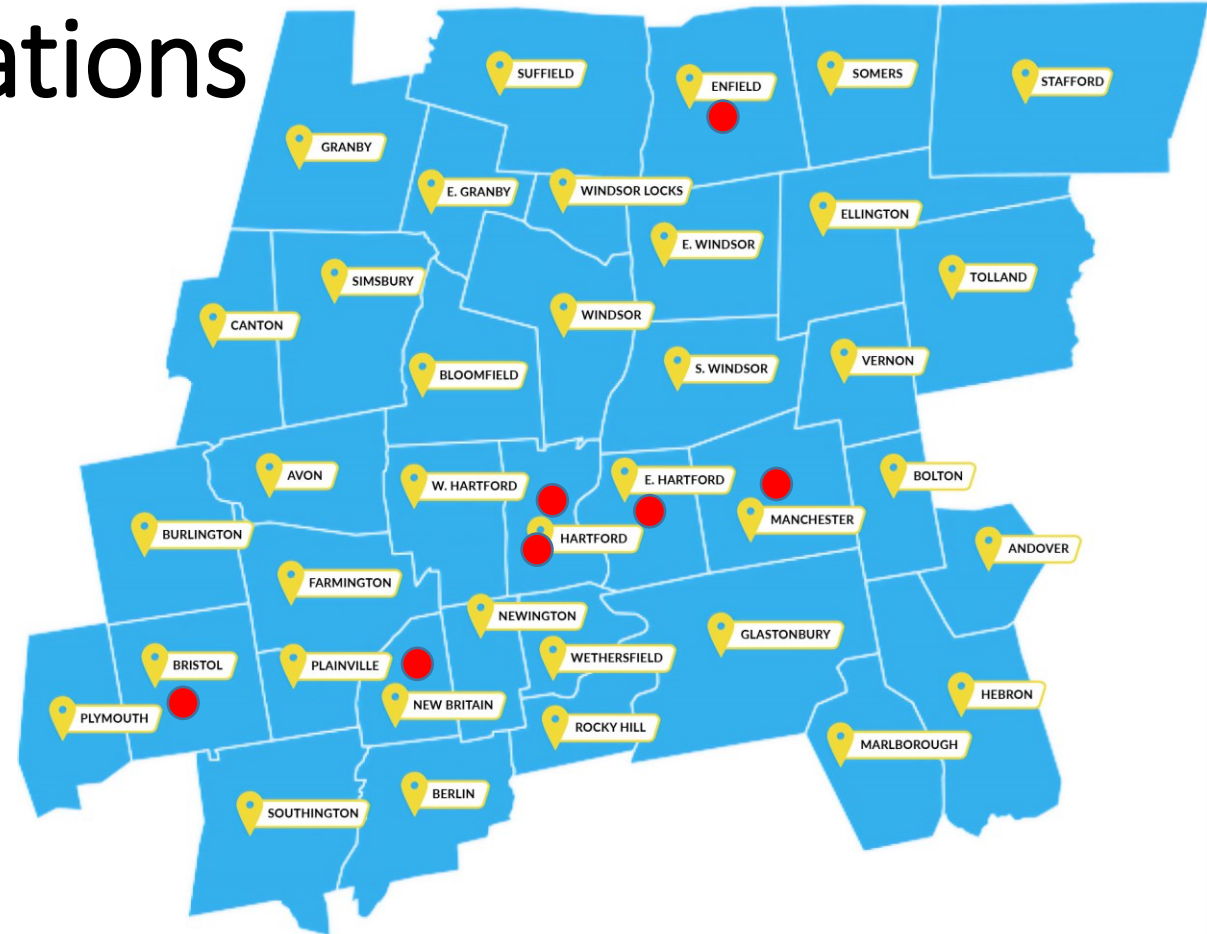 ations
SUFFIELD
ENFIELD
SOMERS
STAFFORD
GRANBY
E. GRANBY
WINDSOR LOCKS
ELLINGTON
E. WINDSOR
TOLLAND
SIMSBURY
CANTON
WINDSOR
BLOOMFIELD
S. WINDSOR
VERNON
AVON
W. HARTFORD
E. HARTFORD
BOLTON
BURLINGTON
HARTFORD
MANCHESTER
ANDOVER
FARMINGTON
NEWINGTON
GLASTONBURY
BRISTOL
PLAINVILLE
WETHERSFIELD
HEBRON
PLYMOUTH
NEW BRITAIN
ROCKY HILL
MARLBOROUGH
SOUTHINGTON
BERLIN